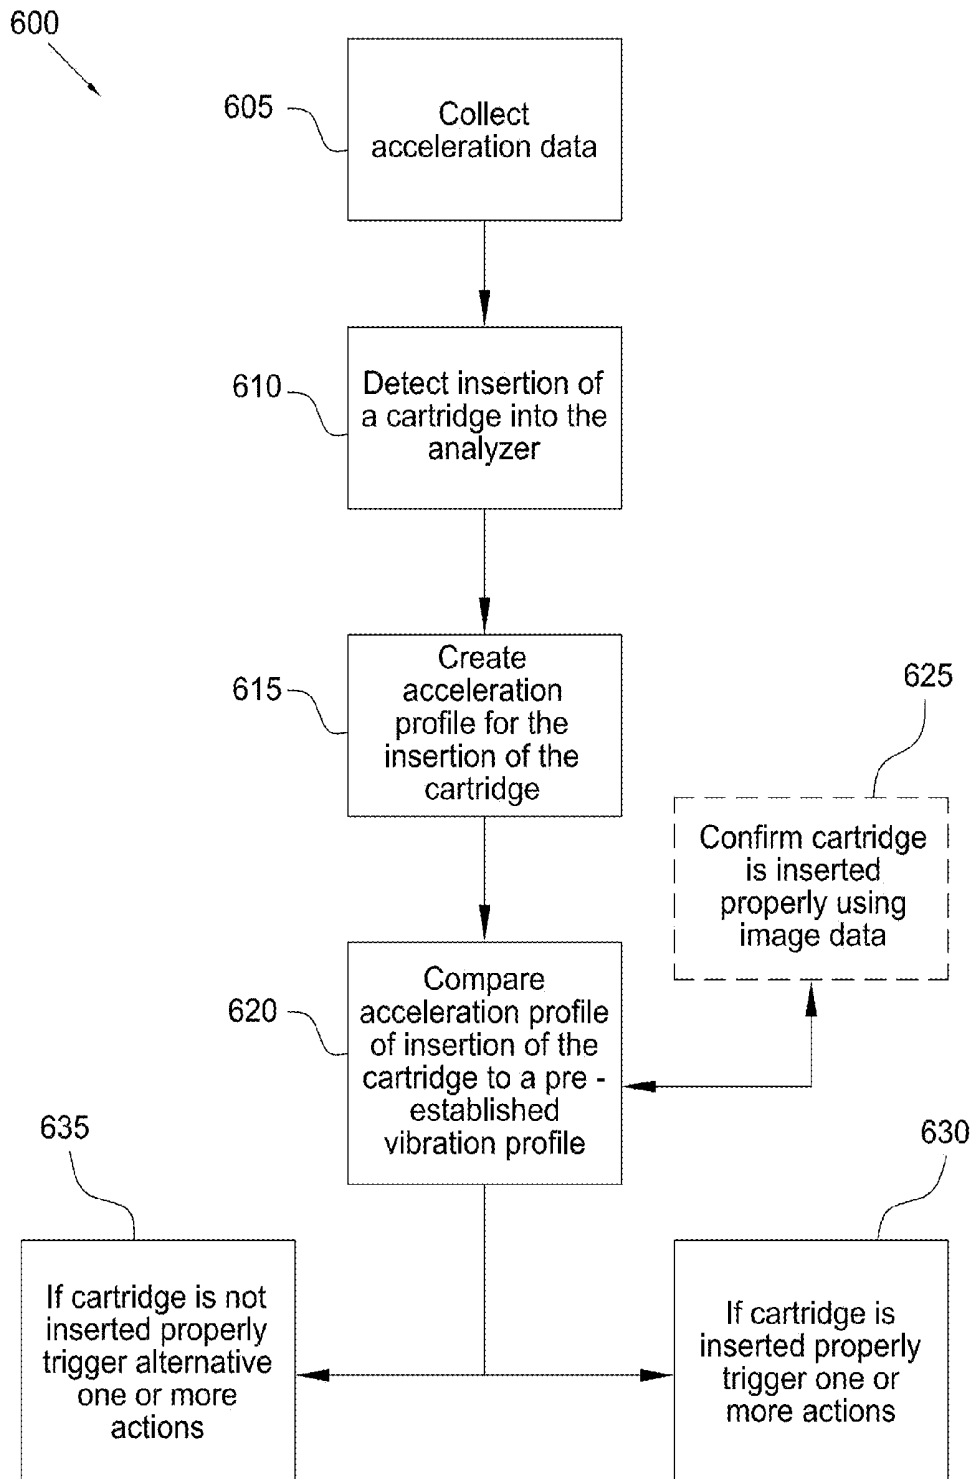 600
605
Collect
acceleration data
610
Detect insertion of
a cartridge into the
analyzer
615
Create
acceleration
profile for the
insertion of the
cartridge
625
Confirm cartridge
is inserted
properly using
image data
620
Compare
acceleration profile
of insertion of the
cartridge to a pre -
established
vibration profile
635
If cartridge is not
inserted properly
trigger alternative
one or more
actions
630
If cartridge is
inserted properly
trigger one or
more actions